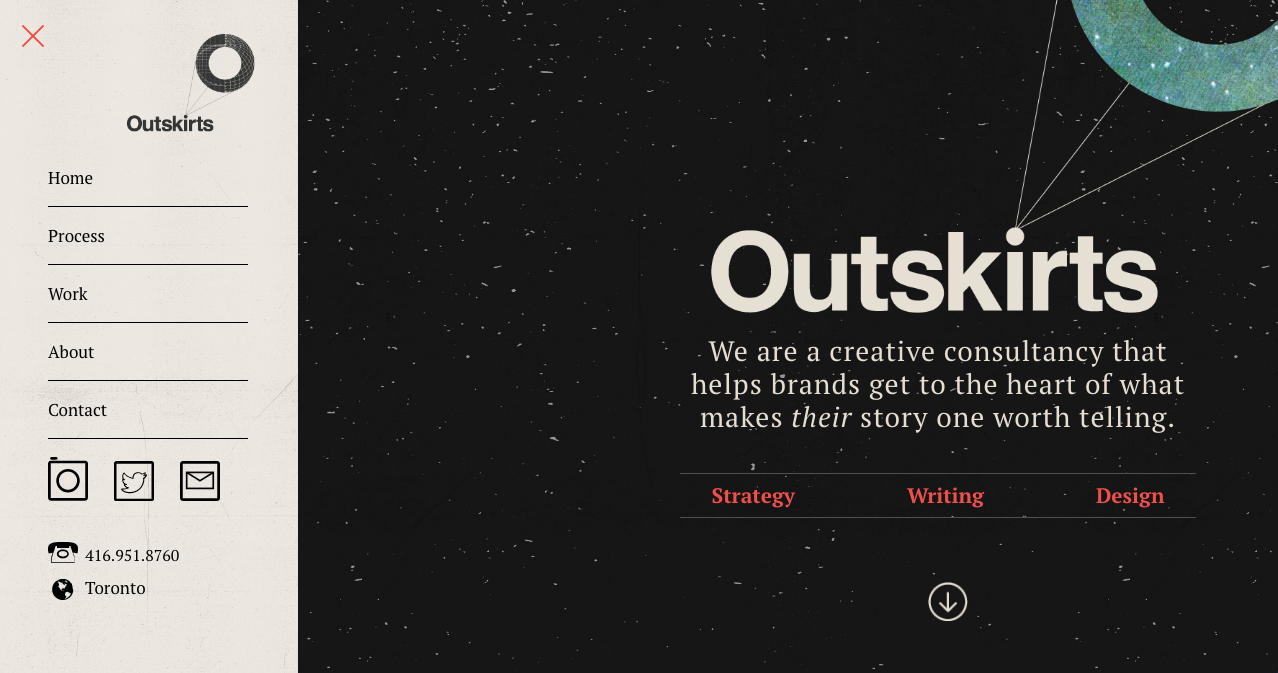 Outskirts
Home
Process
Work
About
Contact
416.951.8760
Toronto
Outskirts
We are a creative consultancy that
helps brands get to the heart of what
makes their story one worth telling.
Strategy Writing Design